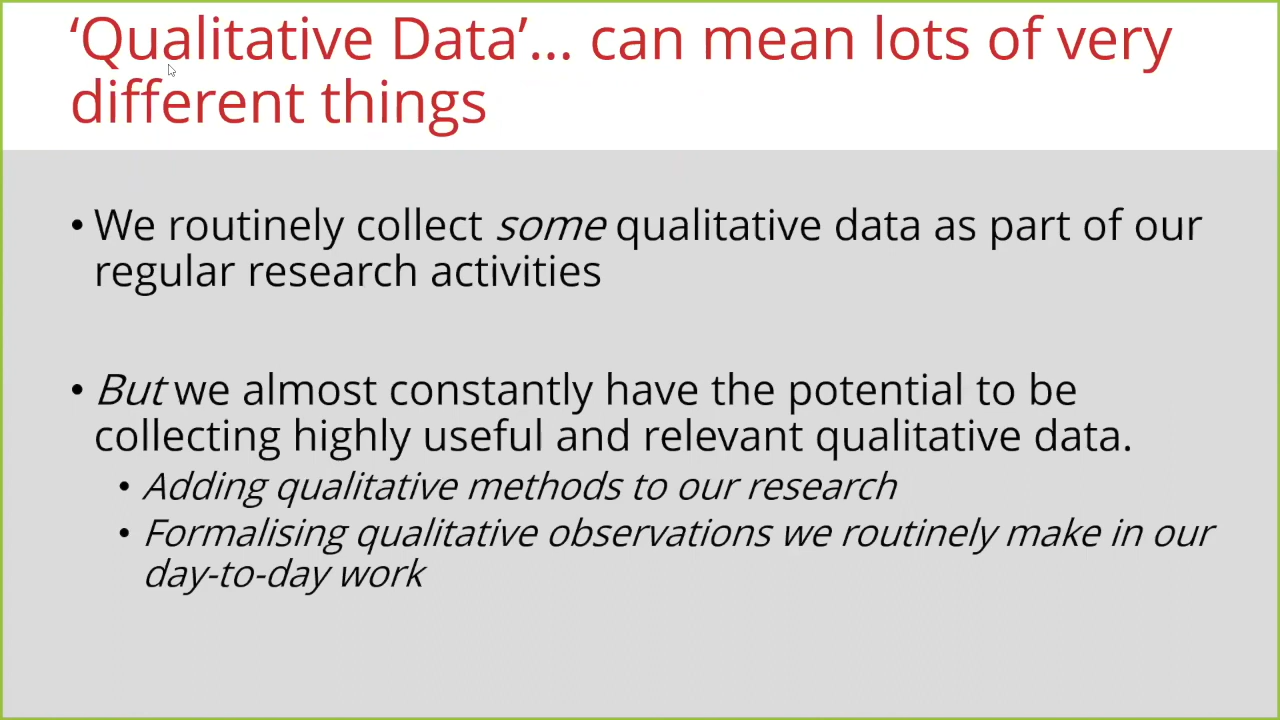 ‘Qualitative Data’... can mean lots of very
different things
• We routinely collect some qualitative data as part of our
regular research activities
• But we almost constantly have the potential to be
collecting highly useful and relevant qualitative data.
• Adding qualitative methods to our research
• Formalising qualitative observations we routinely make in our
day-to-day work